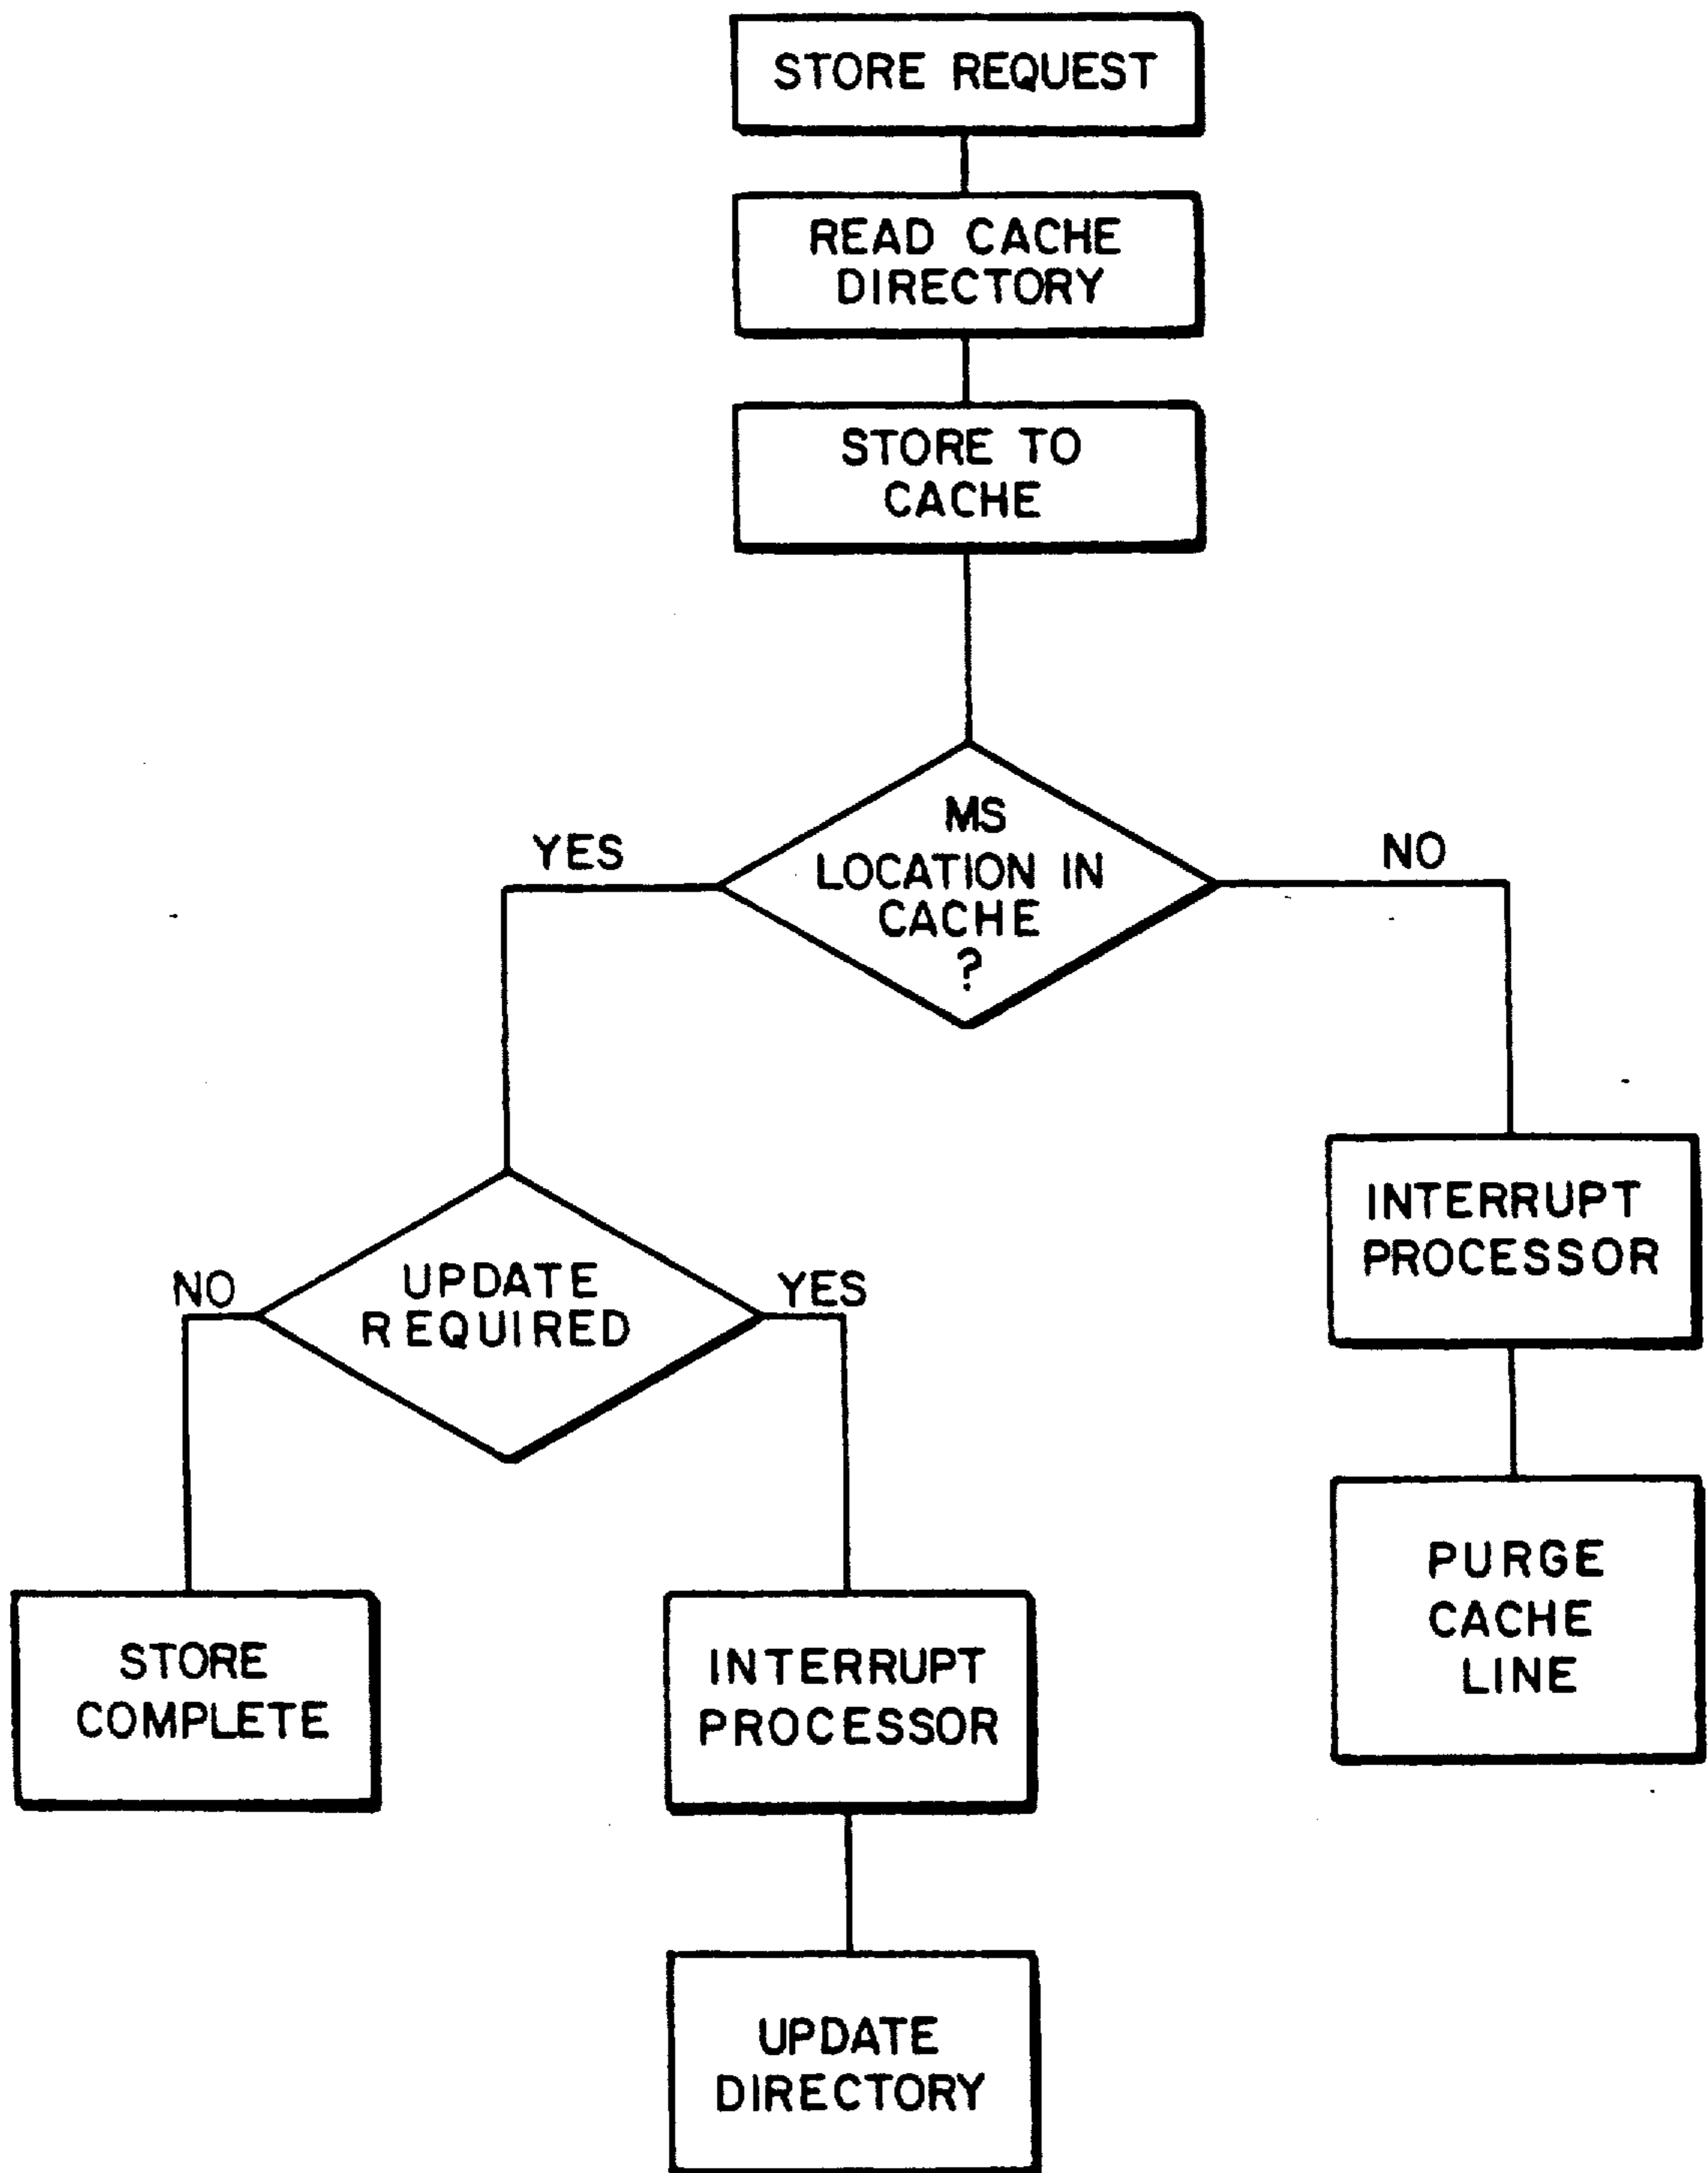 STORE REQUEST
READ CACHE
DIRECTORY
STORE TO
CACHE
MS
LOCATION IN
CACHE
?
YES
NO
UPDATE
REQUIRED
NO
YES
INTERRUPT
PROCESSOR
PURGE
CACHE
LINE
STORE
COMPLETE
INTERRUPT
PROCESSOR
UPDATE
DIRECTORY